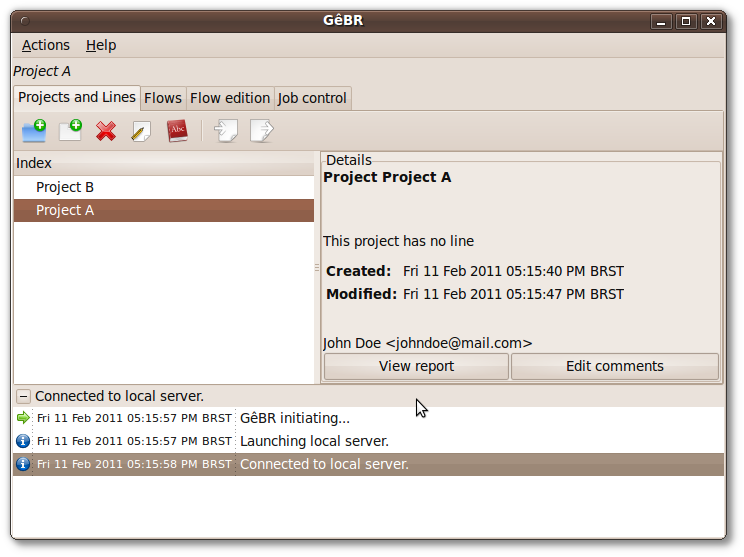 GêBR
Actions Help
Project A
Projects and Lines Flows Flow edition Job control
Abc
Index
Project B
Project A
Details
Project Project A
This project has no line
Created: Fri 11 Feb 2011 05:15:40 PM BRST
Modified: Fri 11 Feb 2011 05:15:47 PM BRST
John Doe <johndoe@mail.com>
View report Edit comments
Connected to local server.
Fri 11 Feb 2011 05:15:57 PM BRST GêBR initiating...
Fri 11 Feb 2011 05:15:57 PM BRST Launching local server.
Fri 11 Feb 2011 05:15:58 PM BRST Connected to local server.